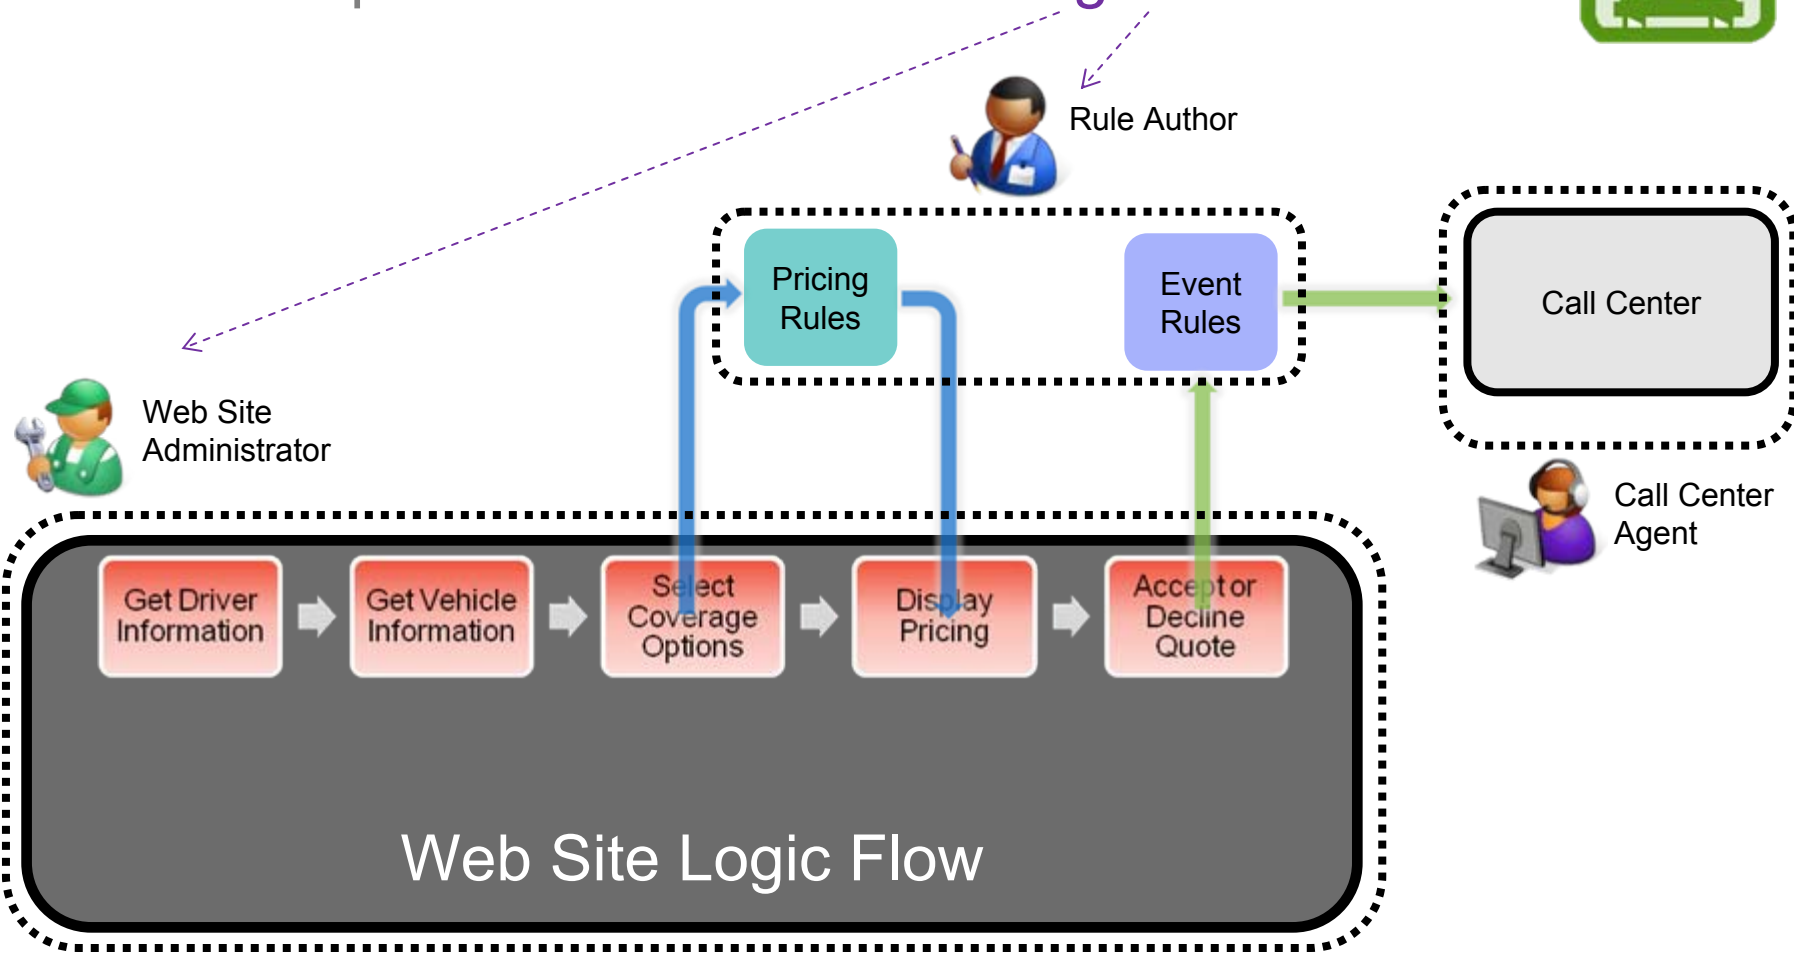 Rule Author
Pricing
Rules
Event
Rules
Call Center
Web Site
Administrator
Call Center
Agent
Get Driver
Information
Get Vehicle
Information
Select
Coverage
Options
Display
Pricing
Accept or
Decline
Quote
Web Site Logic Flow